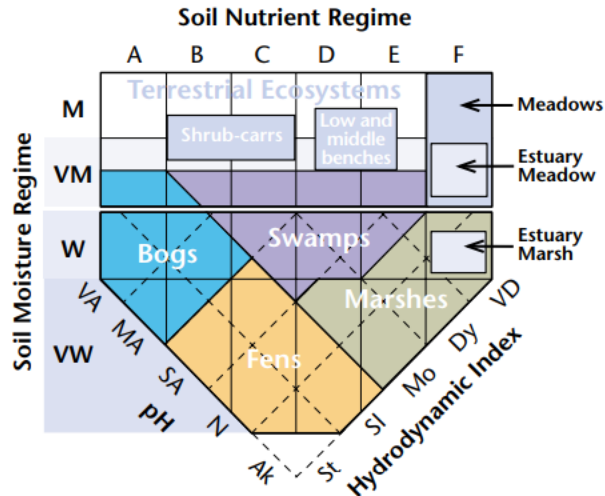 Soil Nutrient Regime
A B C D E F
Terrestrial Ecosystems
M
Meadows
Shrub-carrs
Low and
middle
benches
Estuary
Meadow
VM
Soil Moisture Regime
W
Bogs
Swamps
Estuary
Marsh
Marshes
VA
MA
SA
N
Ak
pH
VW
Fens
St
Sl
Mo
Dy
VD
Hydrodynamic Index